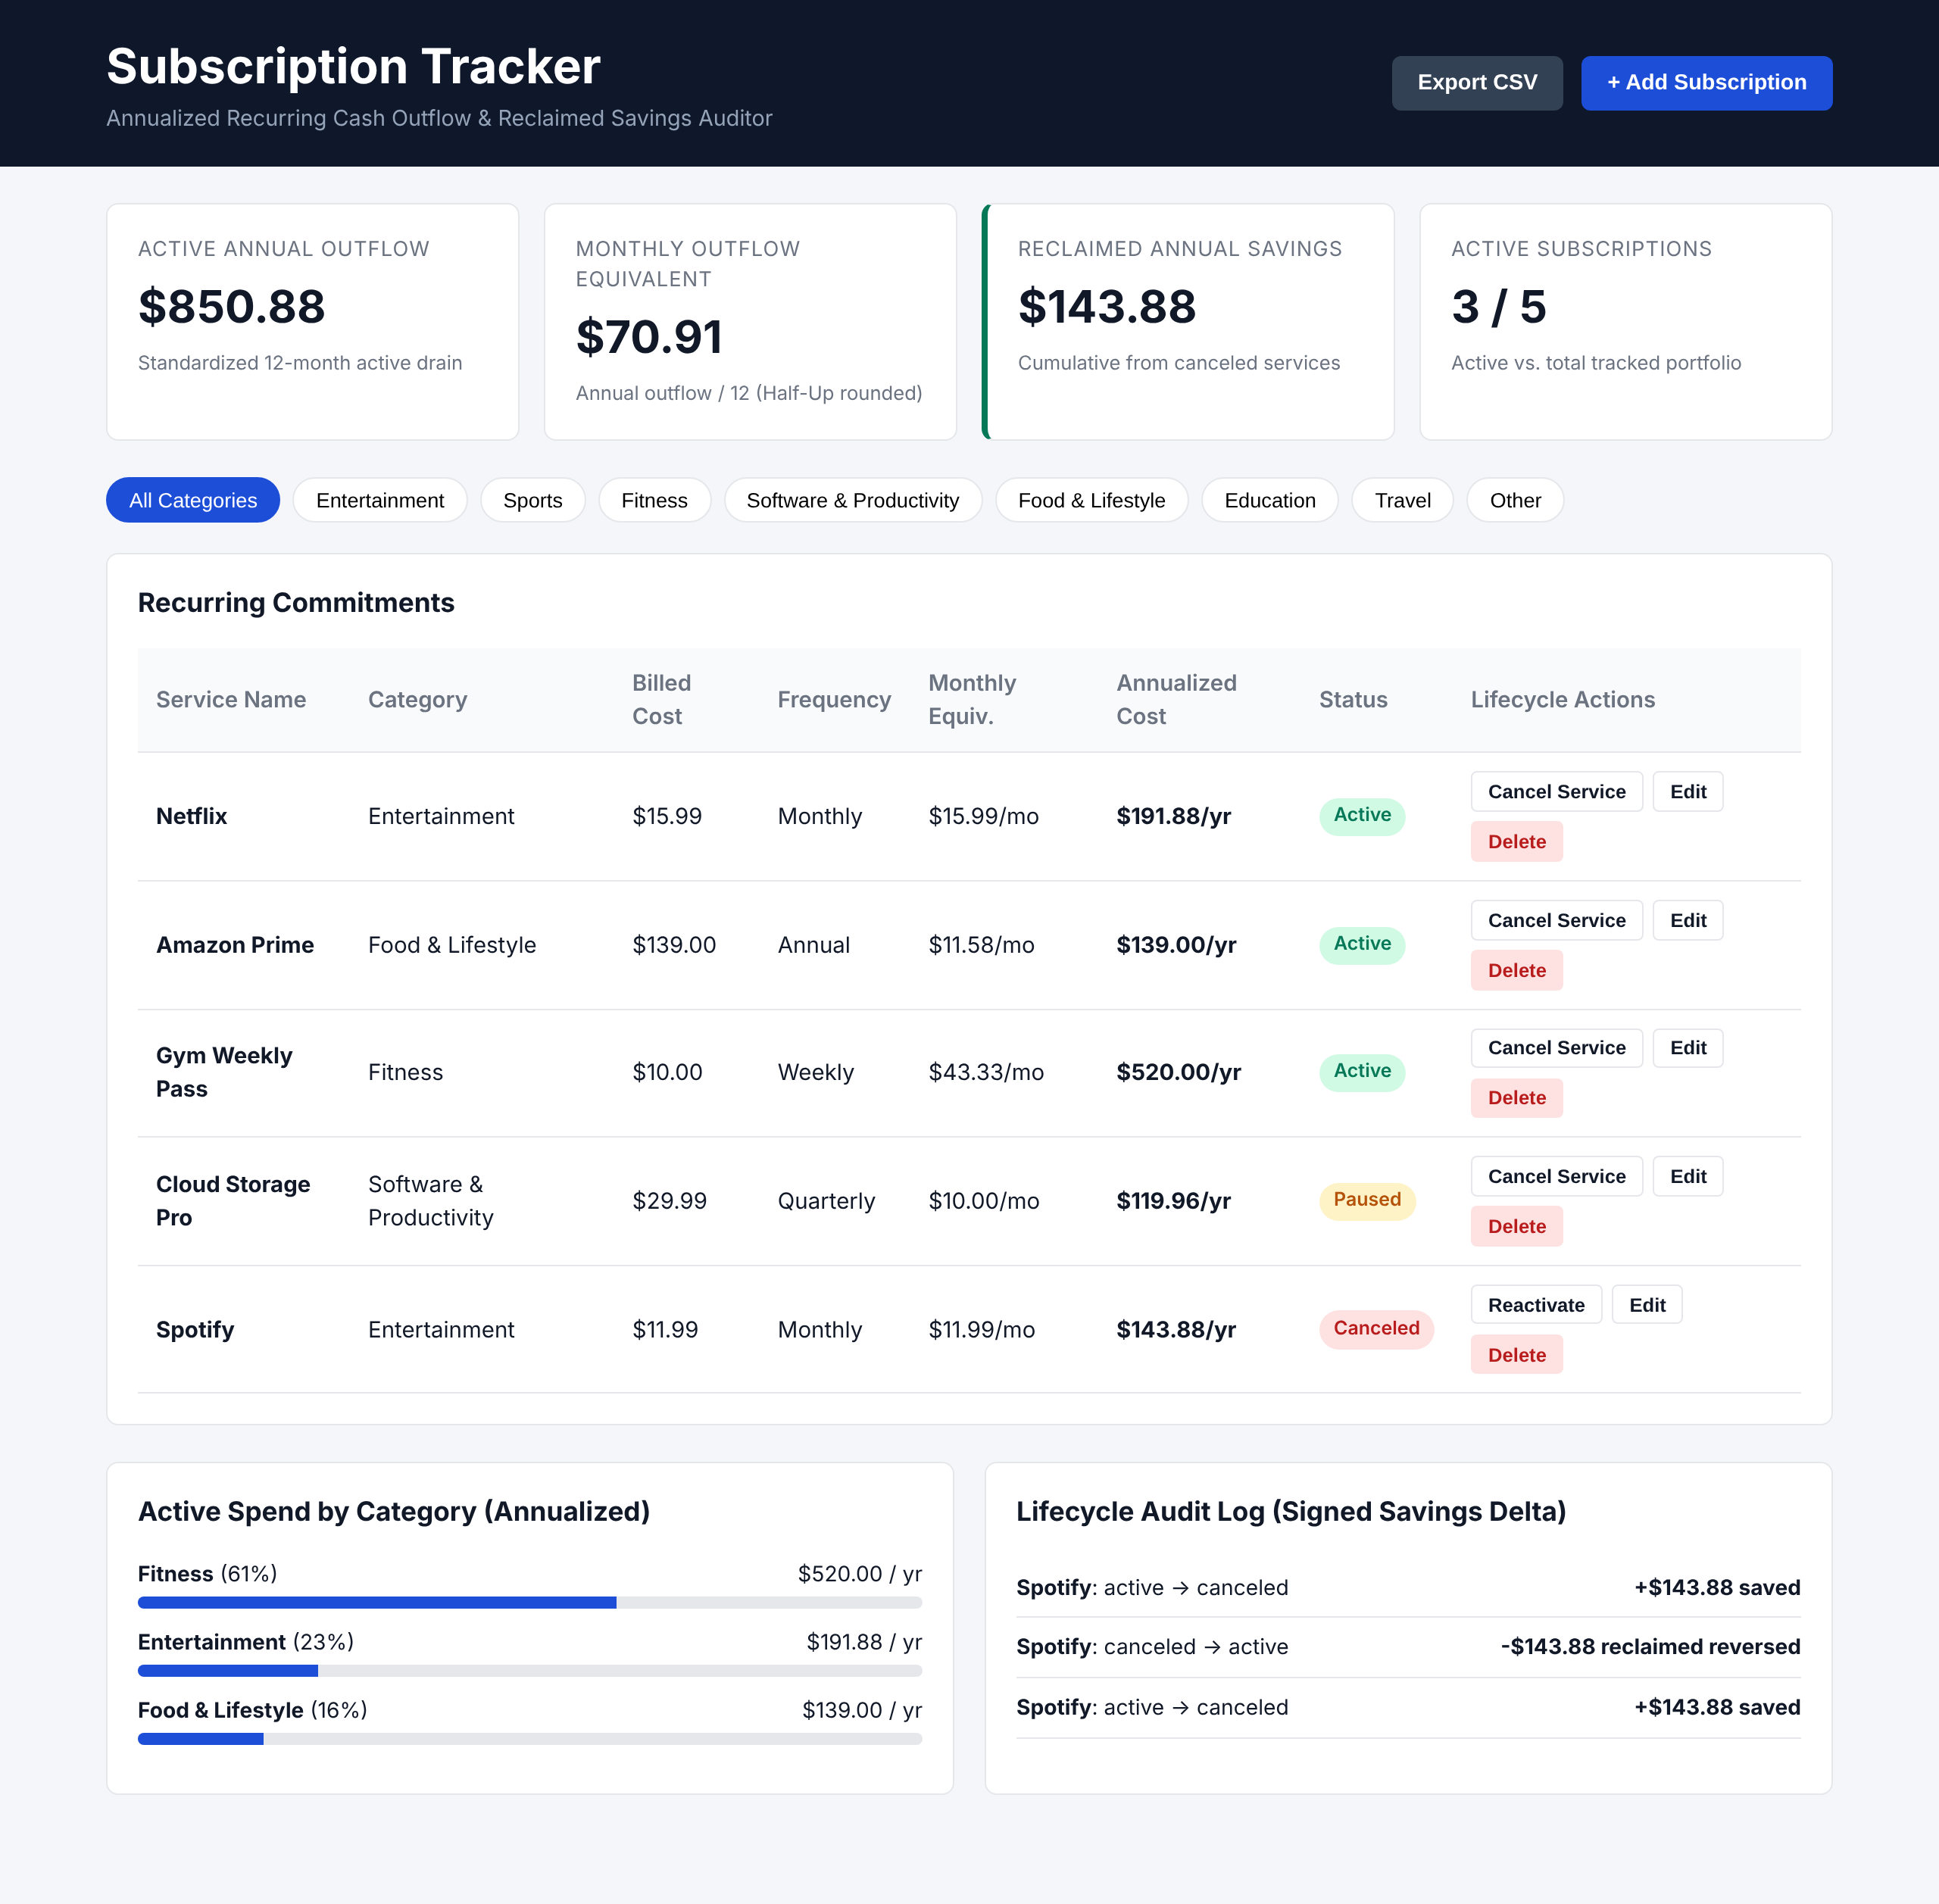 Subscription Tracker
Annualized Recurring Cash Outflow & Reclaimed Savings Auditor
Export CSV
+ Add Subscription
ACTIVE ANNUAL OUTFLOW
$850.88
Standardized 12-month active drain
MONTHLY OUTFLOW
EQUIVALENT
$70.91
Annual outflow / 12 (Half-Up rounded)
RECLAIMED ANNUAL SAVINGS
$143.88
Cumulative from canceled services
ACTIVE SUBSCRIPTIONS
3 / 5
Active vs. total tracked portfolio
All Categories
Entertainment
Sports
Fitness
Software & Productivity
Food & Lifestyle
Education
Travel
Other
Recurring Commitments
Service Name
Category
Billed
Cost
Frequency
Monthly
Equiv.
Annualized
Cost
Status
Lifecycle Actions
Netflix
Entertainment
$15.99
Monthly
$15.99/mo
$191.88/yr
Active
Cancel Service
Edit
Delete
Amazon Prime
Food & Lifestyle
$139.00
Annual
$11.58/mo
$139.00/yr
Active
Cancel Service
Edit
Delete
Gym Weekly
Pass
Fitness
$10.00
Weekly
$43.33/mo
$520.00/yr
Active
Cancel Service
Edit
Delete
Cloud Storage
Pro
Software &
Productivity
$29.99
Quarterly
$10.00/mo
$119.96/yr
Paused
Cancel Service
Edit
Delete
Spotify
Entertainment
$11.99
Monthly
$11.99/mo
$143.88/yr
Canceled
Reactivate
Edit
Delete
Active Spend by Category (Annualized)
Fitness (61%)
$520.00 / yr
Entertainment (23%)
$191.88 / yr
Food & Lifestyle (16%)
$139.00 / yr
Lifecycle Audit Log (Signed Savings Delta)
Spotify: active → canceled
+$143.88 saved
Spotify: canceled → active
-$143.88 reclaimed reversed
Spotify: active → canceled
+$143.88 saved